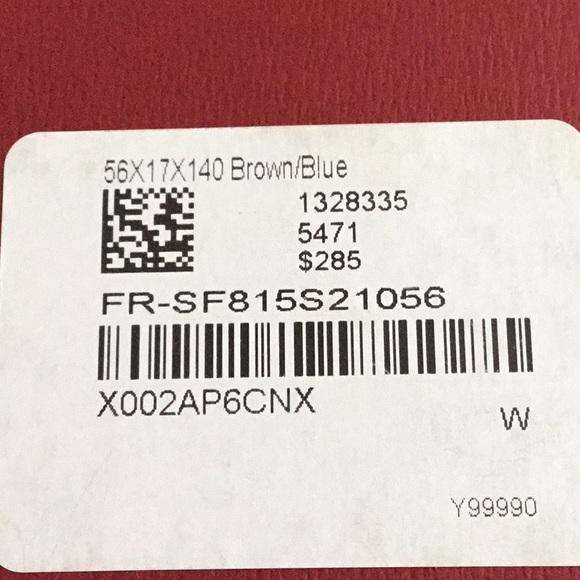 56X17X140 Brown/Blue
1328335
5471
$285
FR-SF815S21056
X002AP6CNX
W
Y99990